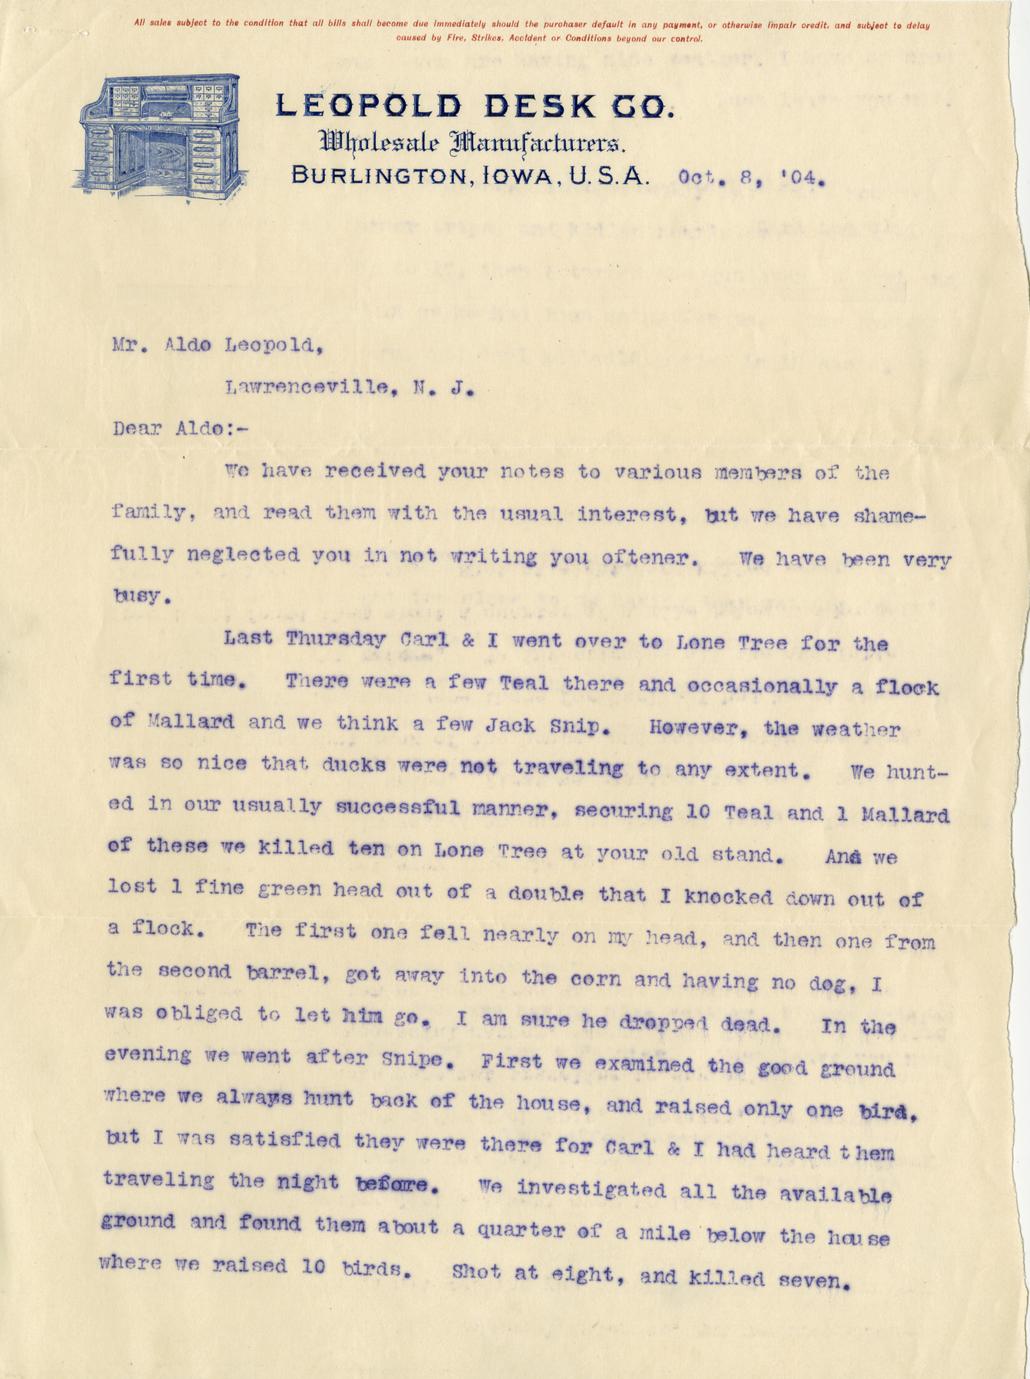 All sales subject to the condition that all bills shall become due immediately should the purchaser default in any payment, or otherwise impair credit, and subject to delay
caused by Fire, Strikes, Accident or Conditions beyond our control.
LEOPOLD DESK CO.
Wholesale Manufacturers.
BURLINGTON, IOWA, U.S.A. Oct. 8, '04.
Mr. Aldo Leopold,
Lawrenceville, N. J.
Dear Aldo:-
We have received your notes to various members of the
family, and read them with the usual interest, but we have shame-
fully neglected you in not writing you oftener. We have been very
busy.
Last Thursday Carl & I went over to Lone Tree for the
first time. There were a few Teal there and occasionally a flock
of Mallard and we think a few Jack Snip. However, the weather
was so nice that ducks were not traveling to any extent. We hunt-
ed in our usually successful manner, securing 10 Teal and 1 Mallard
of these we killed ten on Lone Tree at your old stand. And we
lost 1 fine green head out of a double that I knocked down out of
a flock. The first one fell nearly on my head, and then one from
the second barrel, got away into the corn and having no dog, I
was obliged to let him go. I am sure he dropped dead. In the
evening we went after Snipe. First we examined the good ground
where we always hunt back of the house, and raised only one bird,
but I was satisfied they were there for Carl & I had heard them
traveling the night before. We investigated all the available
ground and found them about a quarter of a mile below the house
where we raised 10 birds. Shot at eight, and killed seven.